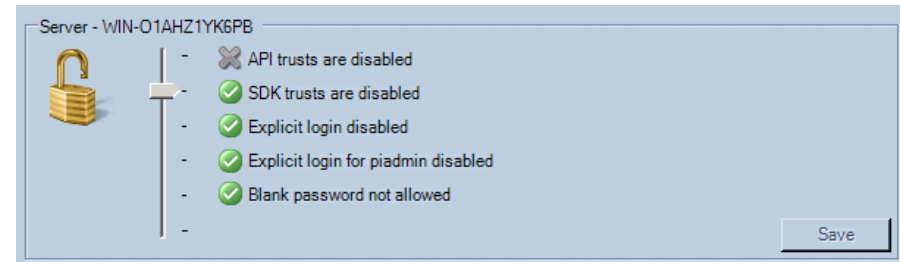 Server - WIN-O1AHZ1YK6PB
API trusts are disabled
SDK trusts are disabled
Explicit login disabled
Explicit login for piadmin disabled
Blank password not allowed
Save